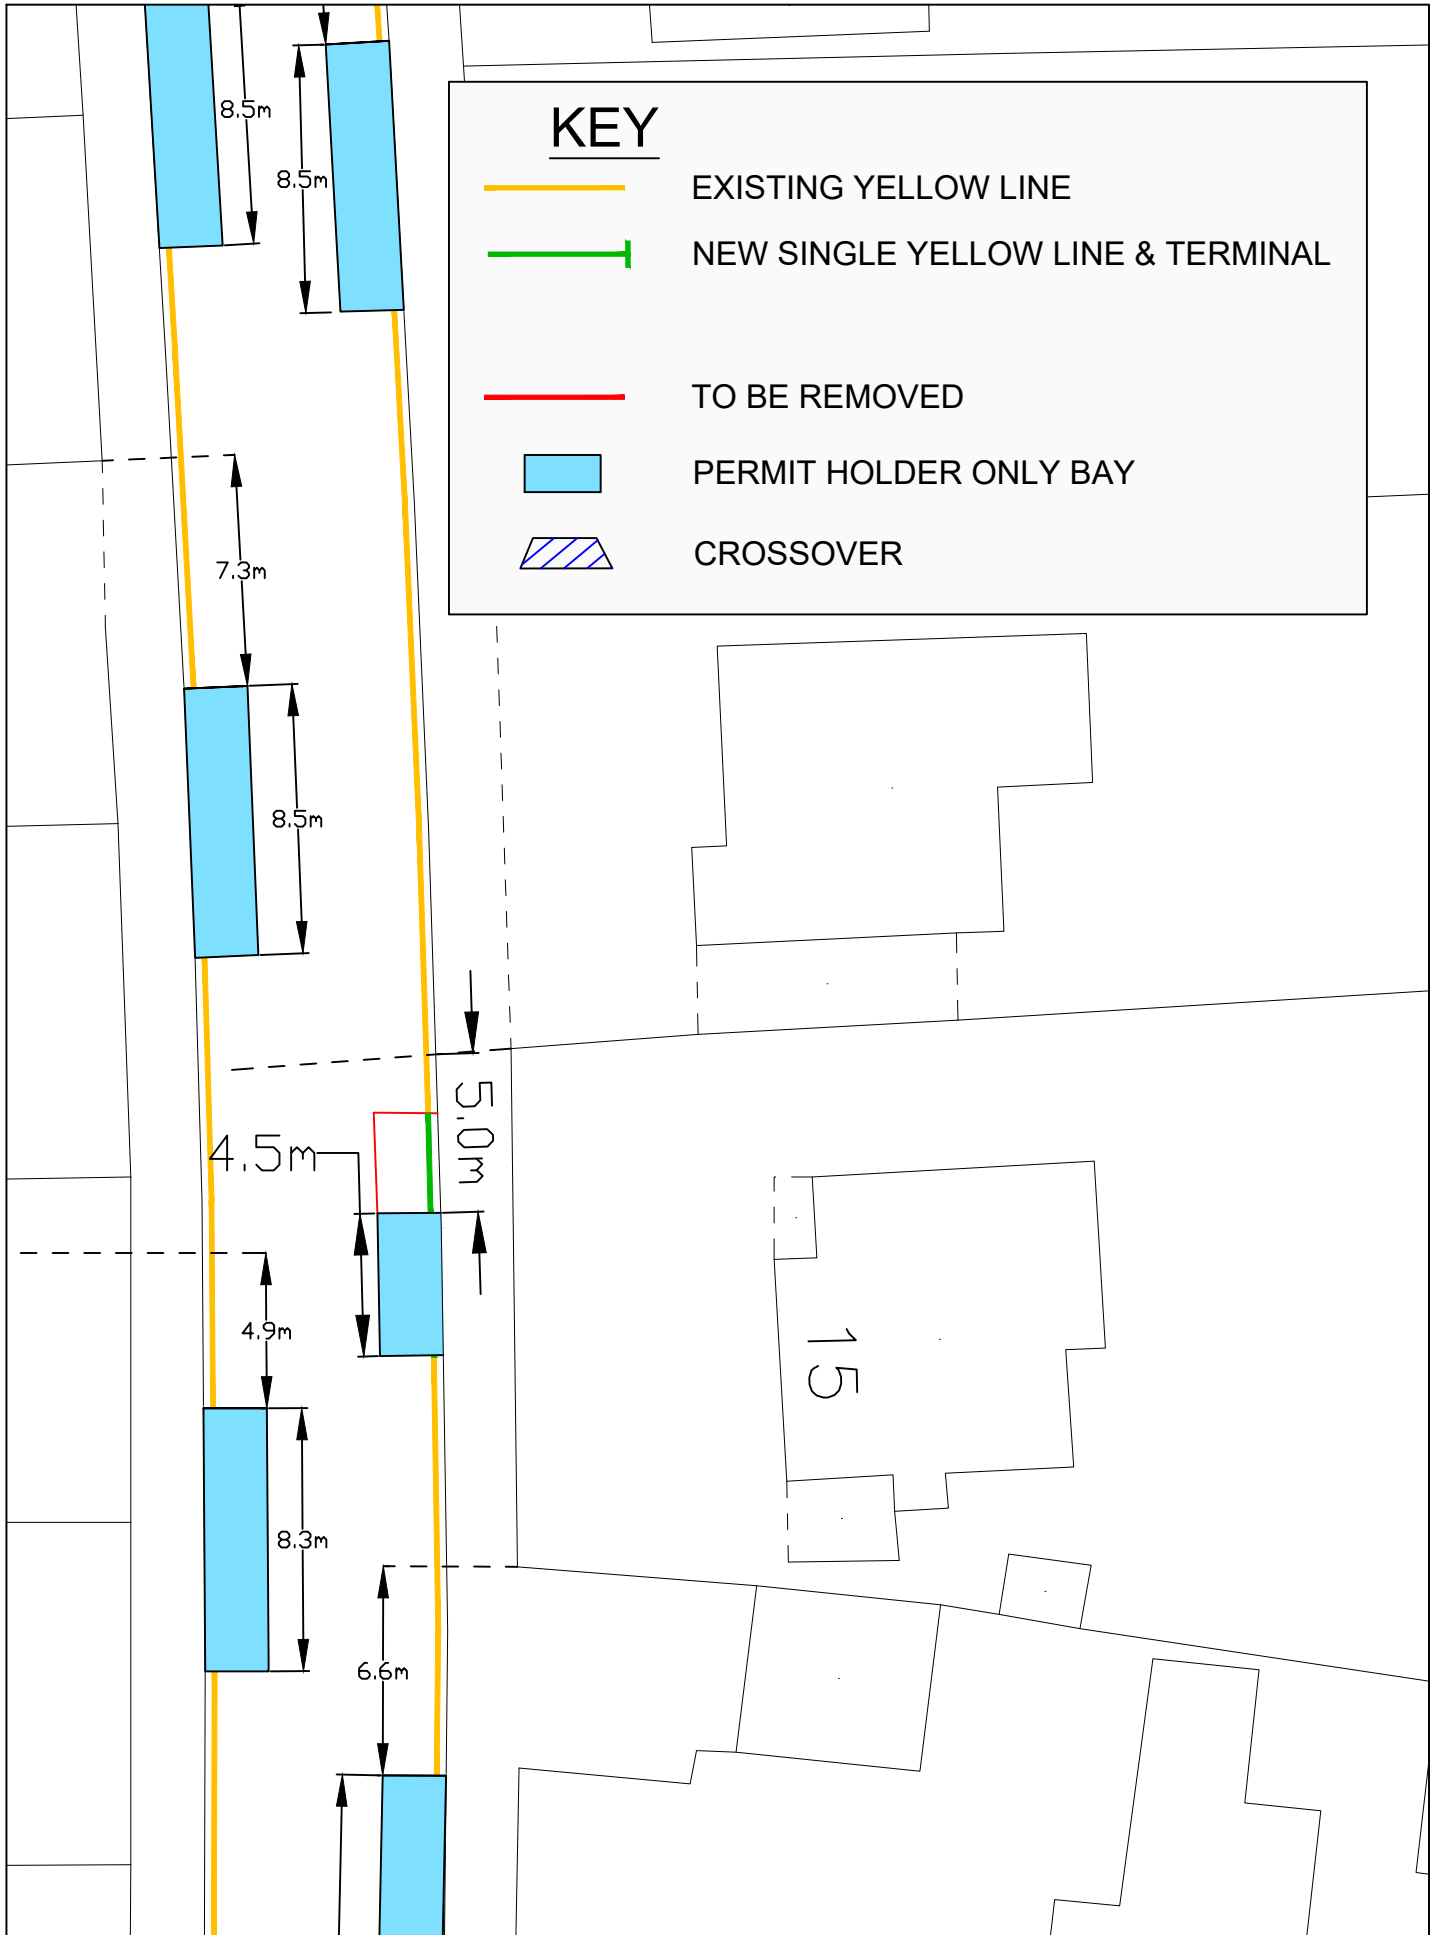 8.5m
8.5m
KEY
EXISTING YELLOW LINE
NEW SINGLE YELLOW LINE & TERMINAL
TO BE REMOVED
PERMIT HOLDER ONLY BAY
CROSSOVER
7.3m
8.5m
5.0m
4.5m
4.9m
15
8.3m
6.6m